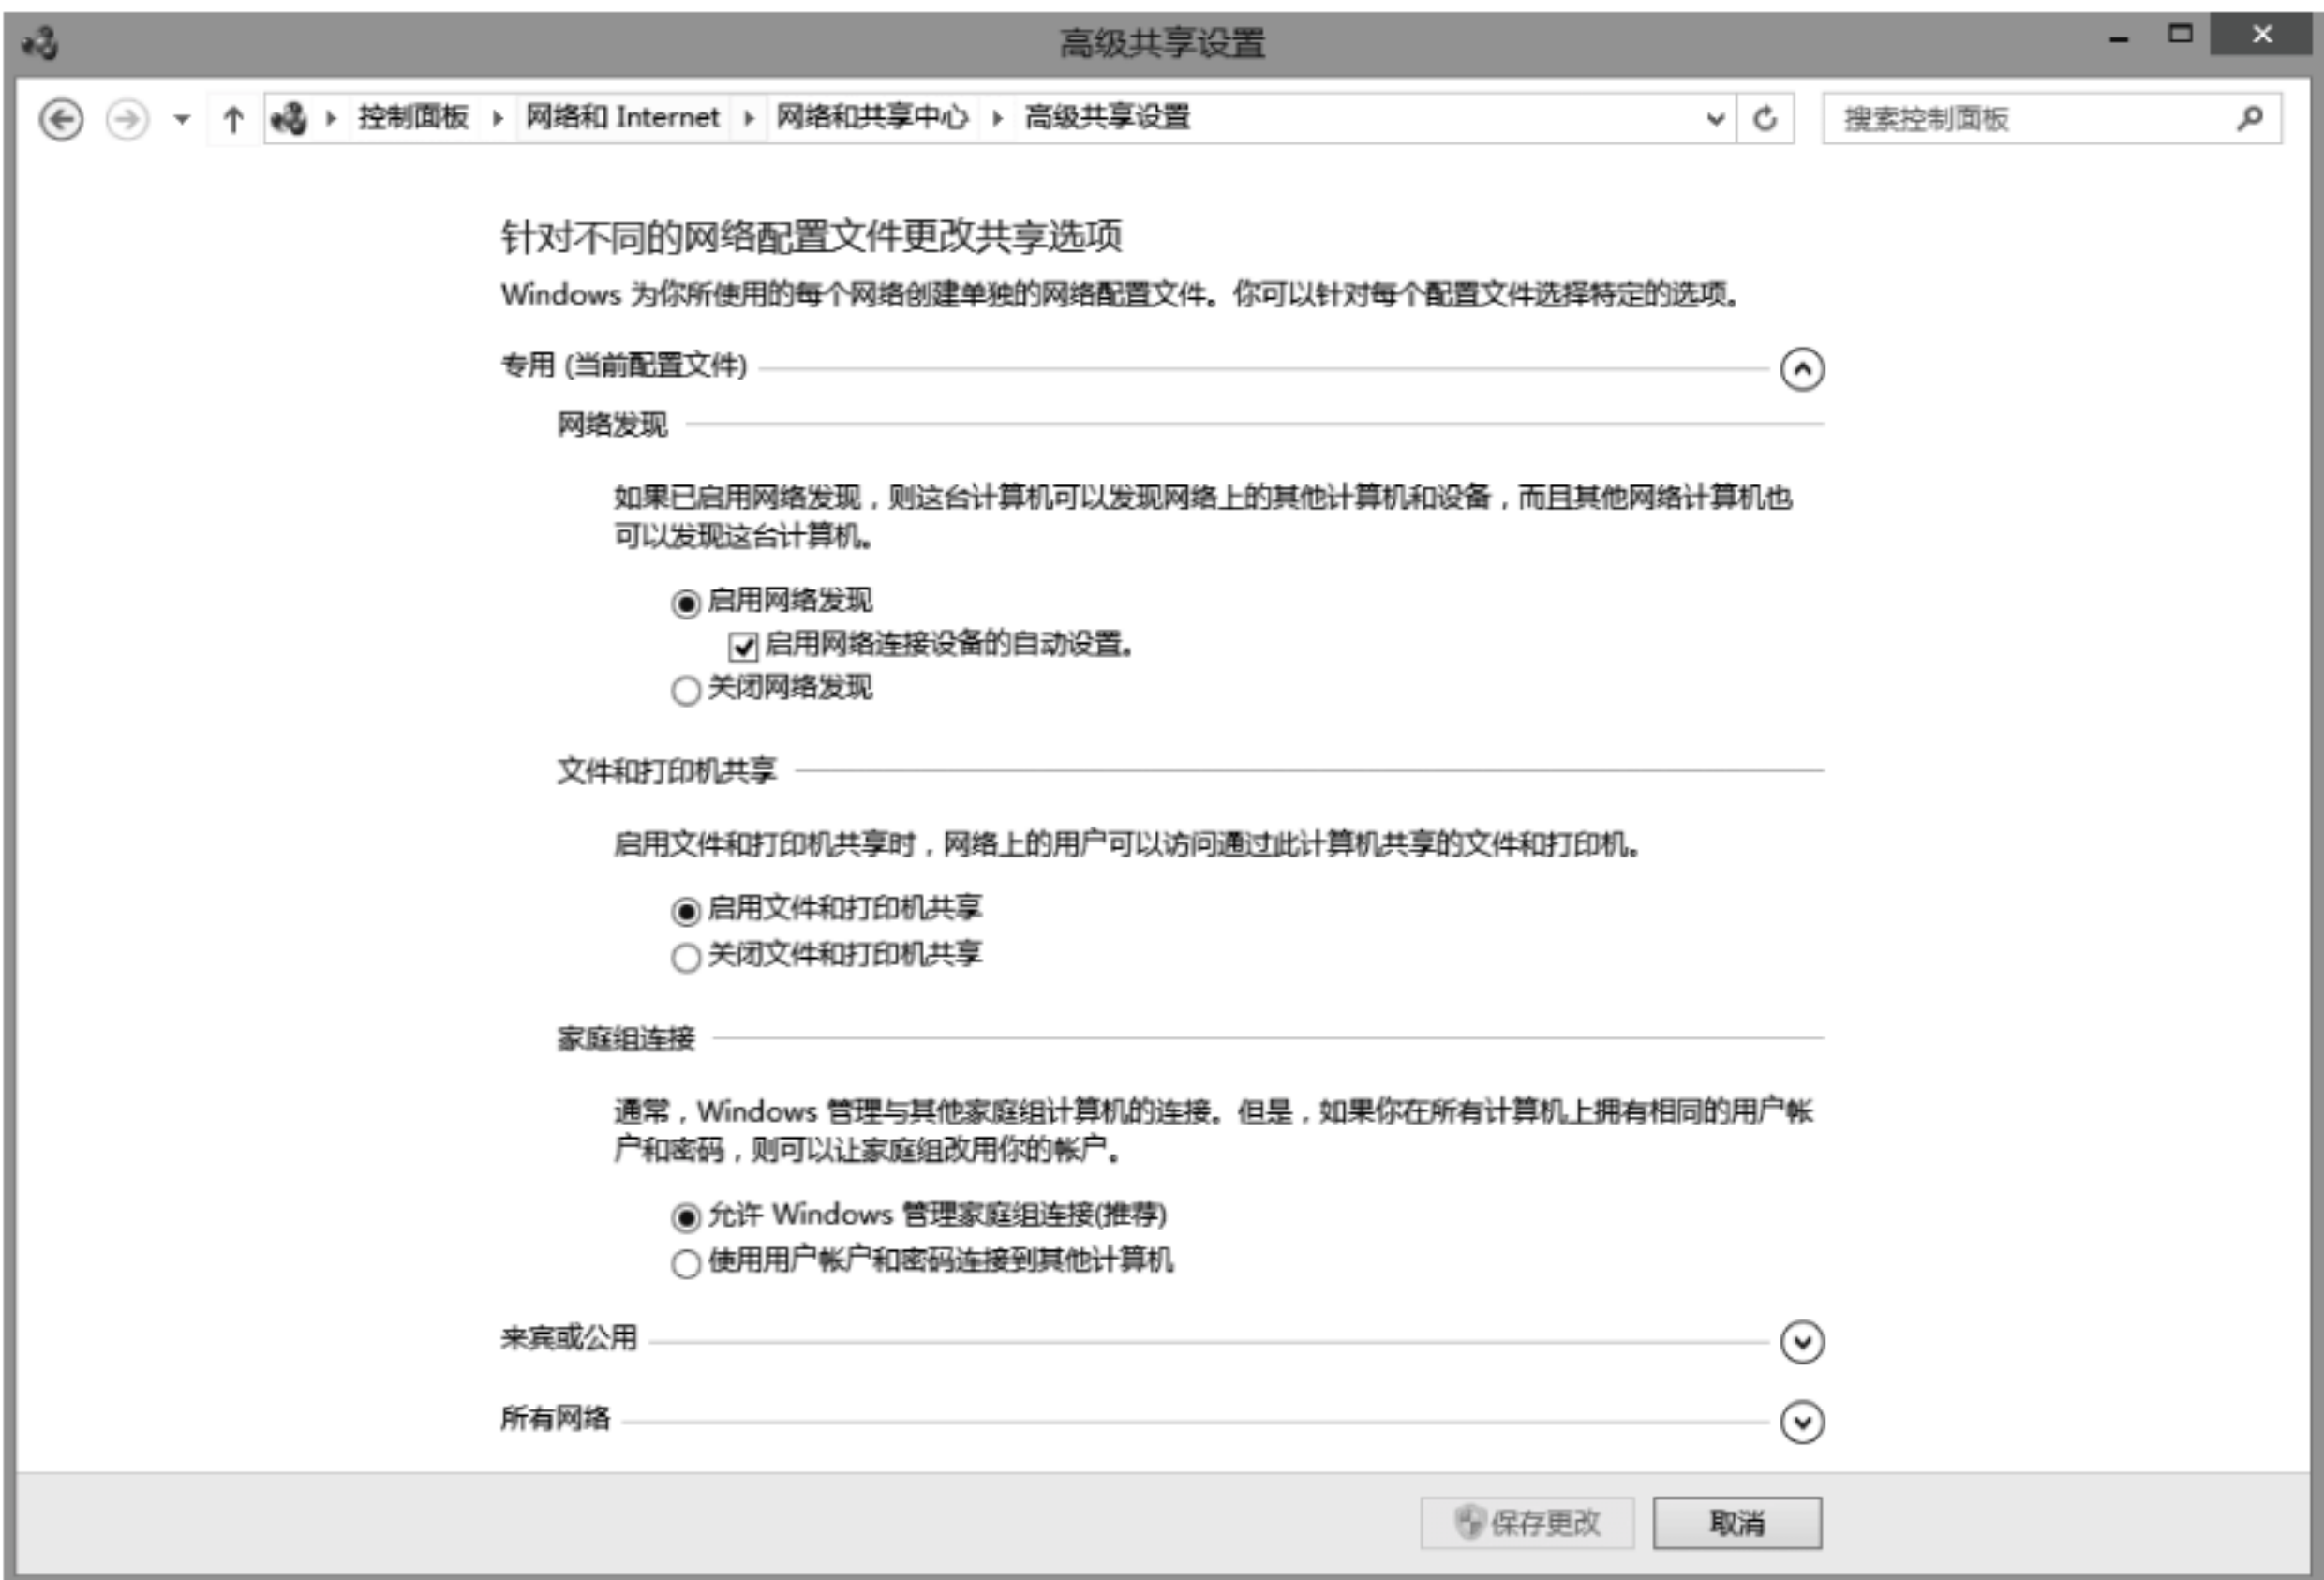 高级共享设置
控制面板 网络和 Internet 网络和共享中心 高级共享设置 搜索控制面板
针对不同的网络配置文件更改共享选项
Windows 为你所使用的每个网络创建单独的网络配置文件。你可以针对每个配置文件选择特定的选项。
专用 (当前配置文件)
网络发现
如果已启用网络发现，则这台计算机可以发现网络上的其他计算机和设备，而且其他网络计算机也
可以发现这台计算机。
启用网络发现
启用网络连接设备的自动设置。
关闭网络发现
文件和打印机共享
启用文件和打印机共享时，网络上的用户可以访问通过此计算机共享的文件和打印机。
启用文件和打印机共享
关闭文件和打印机共享
家庭组连接
通常，Windows 管理与其他家庭组计算机的连接。但是，如果你在所有计算机上拥有相同的用户帐
户和密码，则可以让家庭组改用你的帐户。
允许 Windows 管理家庭组连接(推荐)
使用用户帐户和密码连接到其他计算机
来宾或公用
所有网络
保存更改 取消